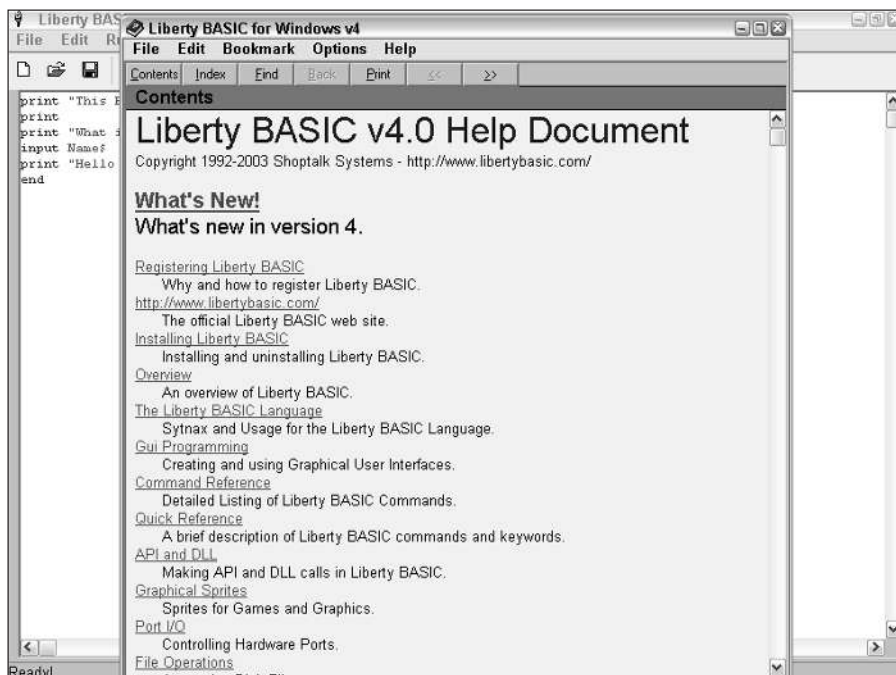 Liberty BAS
File Edit Ru
Liberty BASIC for Windows v4
File Edit Bookmark Options Help
Contents Index Find Back Print << >>
Contents
print "This
print
print "What
input Name$
print "Hello
end
Liberty BASIC v4.0 Help Document
Copyright 1992-2003 Shoptalk Systems - http://www.libertybasic.com/
What's New!
What's new in version 4.
Registering Liberty BASIC
Why and how to register Liberty BASIC.
http://www.libertybasic.com/
The official Liberty BASIC web site.
Installing Liberty BASIC
Installing and uninstalling Liberty BASIC.
Overview
An overview of Liberty BASIC.
The Liberty BASIC Language
Sytnax and Usage for the Liberty BASIC Language.
Gui Programming
Creating and using Graphical User Interfaces.
Command Reference
Detailed Listing of Liberty BASIC Commands.
Quick Reference
A brief description of Liberty BASIC commands and keywords.
API and DLL
Making API and DLL calls in Liberty BASIC.
Graphical Sprites
Sprites for Games and Graphics.
Port I/O
Controlling Hardware Ports.
File Operations
Ready!